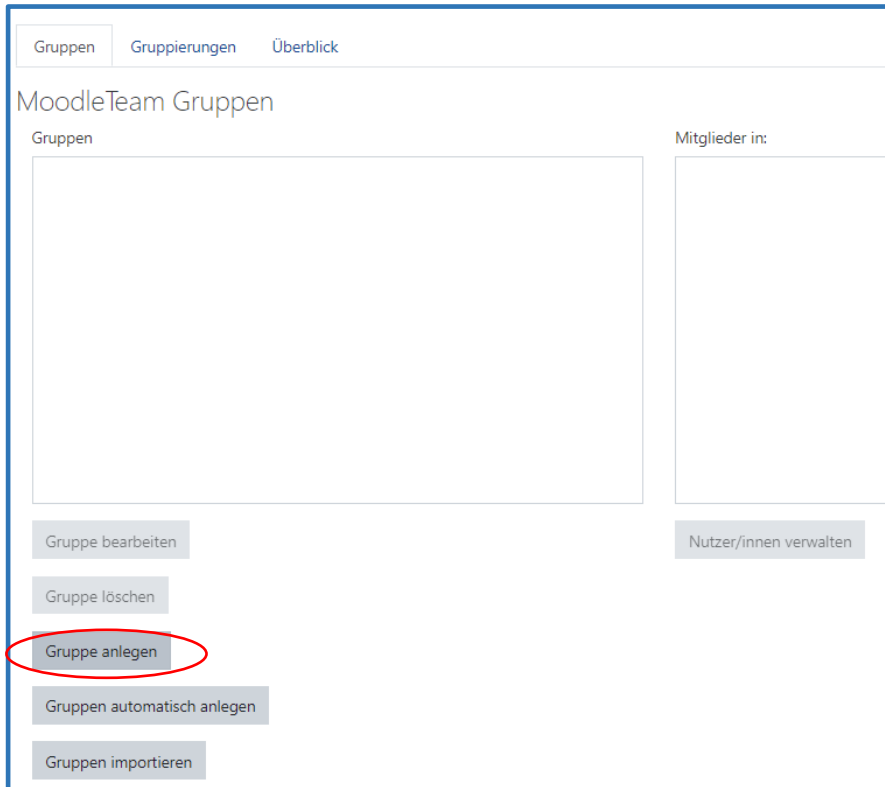 Gruppen Gruppierungen Überblick
MoodleTeam Gruppen
Gruppen
Mitglieder in:
Gruppe bearbeiten
Nutzer/innen verwalten
Gruppe löschen
Gruppe anlegen
Gruppen automatisch anlegen
Gruppen importieren